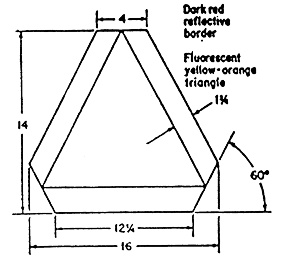 4
Dark red
reflective
border
Fluorescent
yellow-orange
triangle
1¾
14
60°
12¼
16